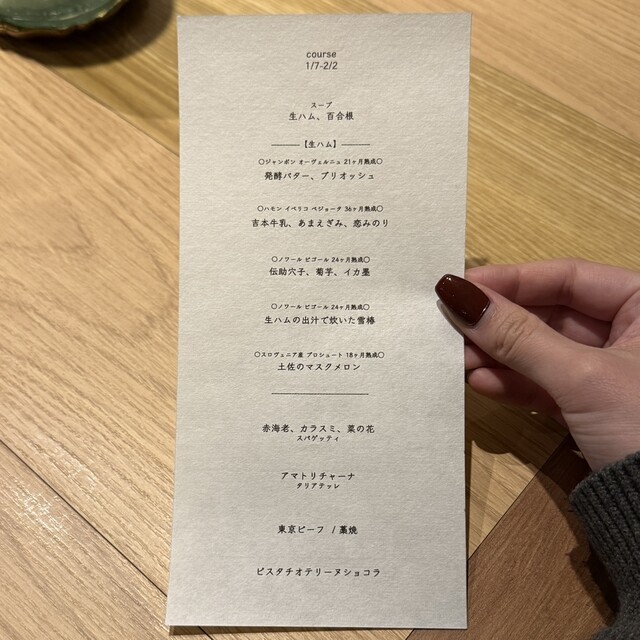 course
1/7-2/2
スープ
生ハム、百合根
【生ハム】
○ジャンボン オーヴェルニュ 21ヶ月熟成○
発酵バター、ブリオッシュ
○ハモン イベリコ ベジョータ 36ヶ月熟成○
吉本牛乳、あまえぎみ、恋みのり
○ノワール ビゴール 24ヶ月熟成○
伝助穴子、菊芋、イカ墨
○ノワール ビゴール 24ヶ月熟成○
生ハムの出汁で炊いた雪椿
○スロヴェニア産 プロシュート 18ヶ月熟成○
土佐のマスクメロン
赤海老、カラスミ、菜の花
スパゲッティ
アマトリチャーナ
タリアテッレ
東京ビーフ / 藁焼
ピスタチオテリーヌショコラ